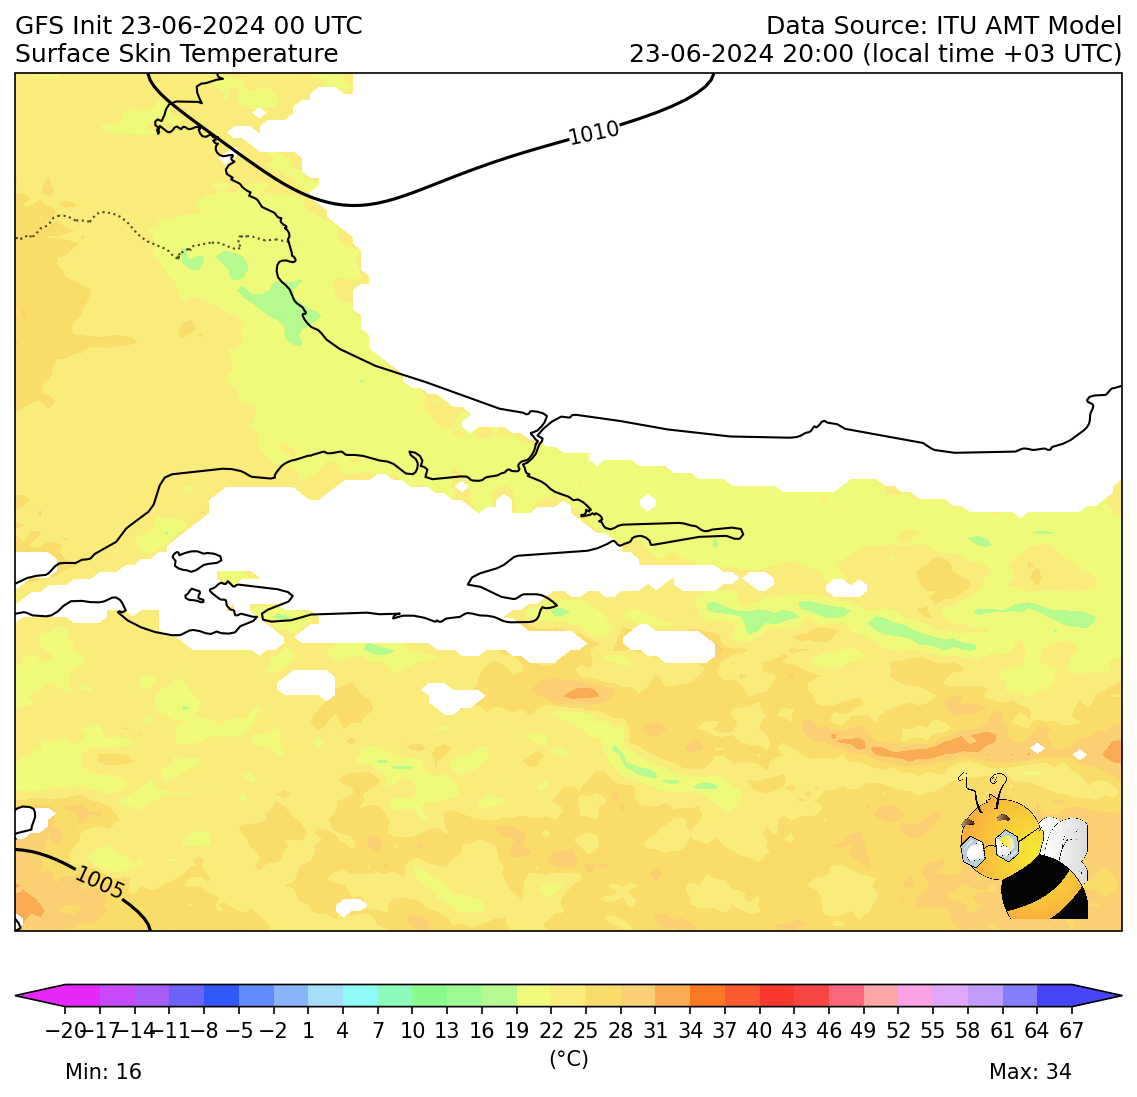 GFS Init 23-06-2024 00 UTC
Data Source: ITU AMT Model
Surface Skin Temperature
23-06-2024 20:00 (local time +03 UTC)
1010
1005
−20 −17 −14 −11 −8 −5 −2 1 4 7 10 13 16 19 22 25 28 31 34 37 40 43 46 49 52 55 58 61 64 67
(°C)
Min: 16
Max: 34